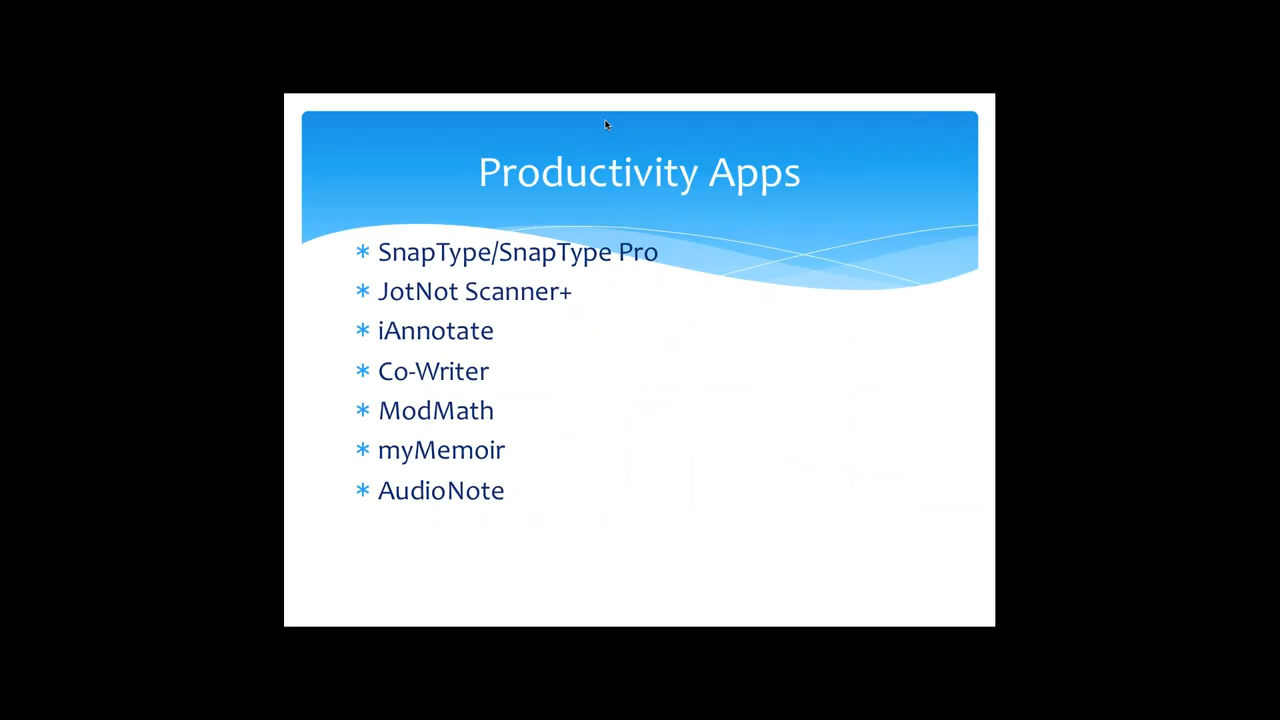 Productivity Apps
* SnapType/SnapType Pro
* JotNot Scanner+
* iAnnotate
* Co-Writer
* ModMath
* myMemoir
* AudioNote